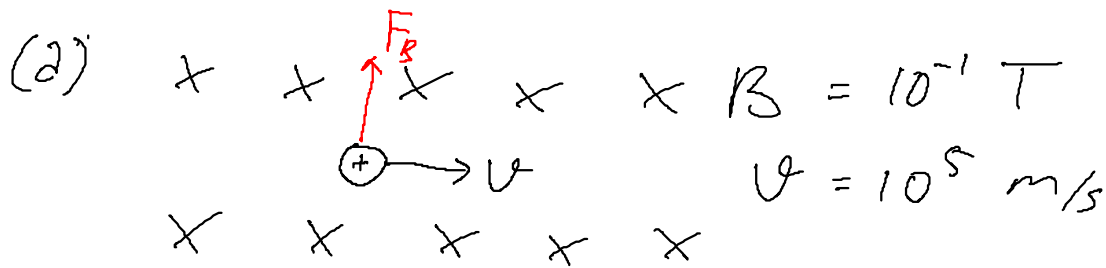 (a) F_B
× × × × × B = 10⁻¹ T
+ v v = 10⁵ m/s
× × × × ×